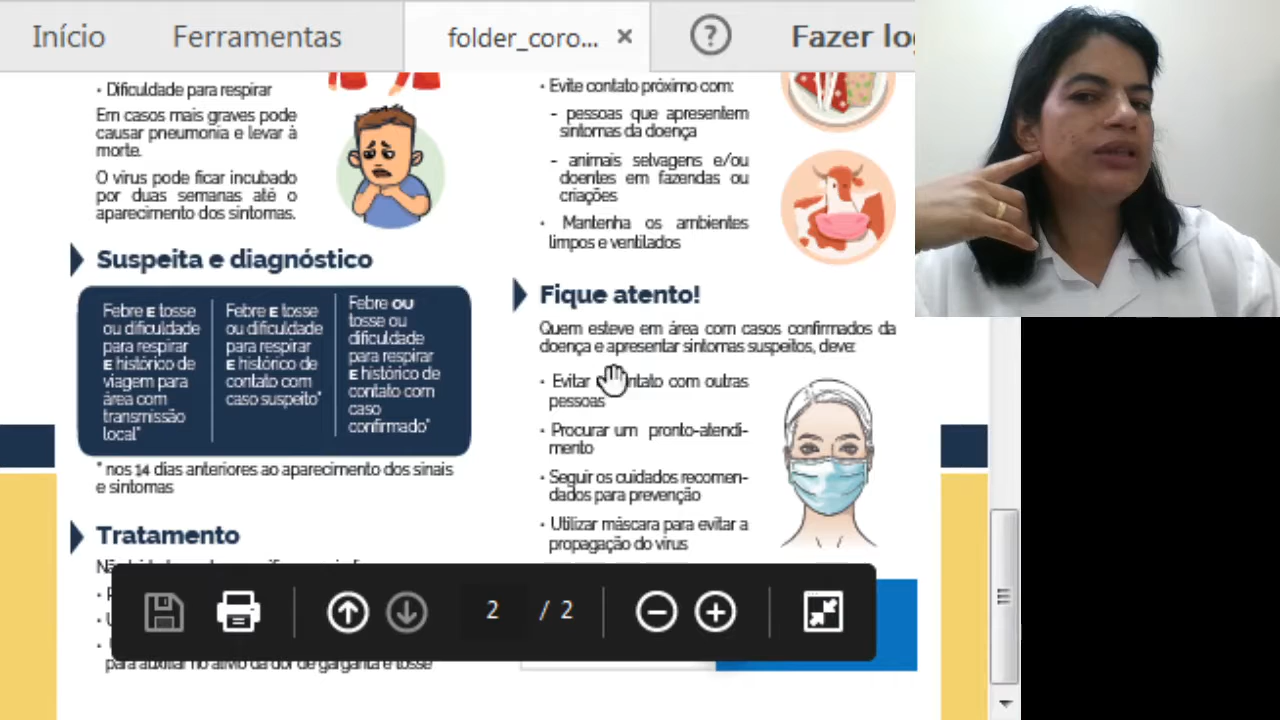 Início Ferramentas folder_coro... × ? Fazer lo
• Dificuldade para respirar
Em casos mais graves pode
causar pneumonia e levar à
morte.
O vírus pode ficar incubado
por duas semanas até o
aparecimento dos sintomas.
Suspeita e diagnóstico
Febre E tosse
ou dificuldade
para respirar
E histórico de
viagem para
área com
transmissão
local*
Febre E tosse
ou dificuldade
para respirar
E histórico de
contato com
caso suspeito*
Febre OU
tosse ou
dificuldade
para respirar
E histórico de
contato com
caso
confirmado*
* nos 14 dias anteriores ao aparecimento dos sinais
e sintomas
Tratamento
para auxiliar no alívio da dor de garganta e tosse
• Evite contato próximo com:
- pessoas que apresentem
sintomas da doença
- animais selvagens e/ou
doentes em fazendas ou
criações
• Mantenha os ambientes
limpos e ventilados
Fique atento!
Quem esteve em área com casos confirmados da
doença e apresentar sintomas suspeitos, deve:
• Evitar contato com outras
pessoas
• Procurar um pronto-atendi-
mento
• Seguir os cuidados recomen-
dados para prevenção
• Utilizar máscara para evitar a
propagação do vírus
2 / 2